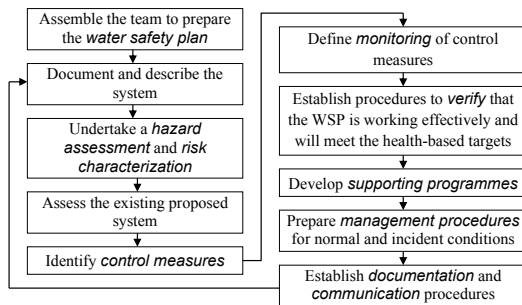 Assemble the team to prepare
the water safety plan
Document and describe the
system
Undertake a hazard
assessment and risk
characterization
Assess the existing proposed
system
Identify control measures
Define monitoring of control
measures
Establish procedures to verify that
the WSP is working effectively and
will meet the health-based targets
Develop supporting programmes
Prepare management procedures
for normal and incident conditions
Establish documentation and
communication procedures